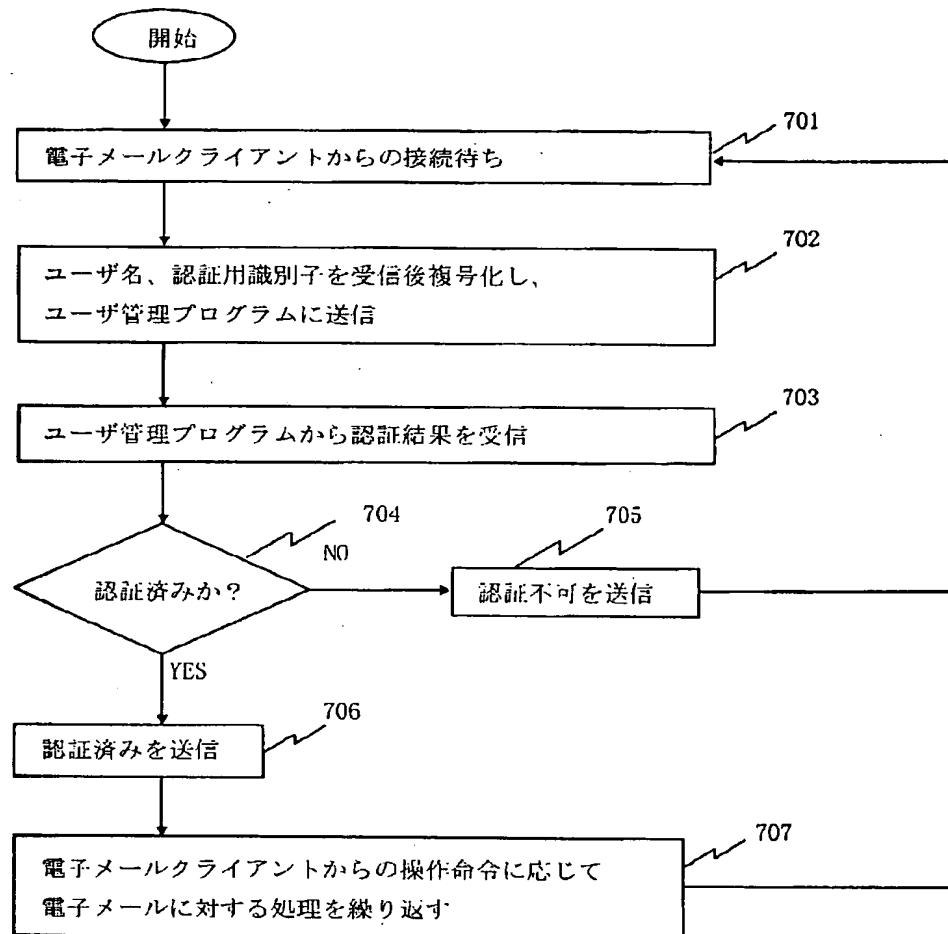 開始
701
電子メールクライアントからの接続待ち
702
ユーザ名、認証用識別子を受信後復号化し、
ユーザ管理プログラムに送信
703
ユーザ管理プログラムから認証結果を受信
704
705
NO
認証済みか？
認証不可を送信
YES
706
認証済みを送信
707
電子メールクライアントからの操作命令に応じて
電子メールに対する処理を繰り返す